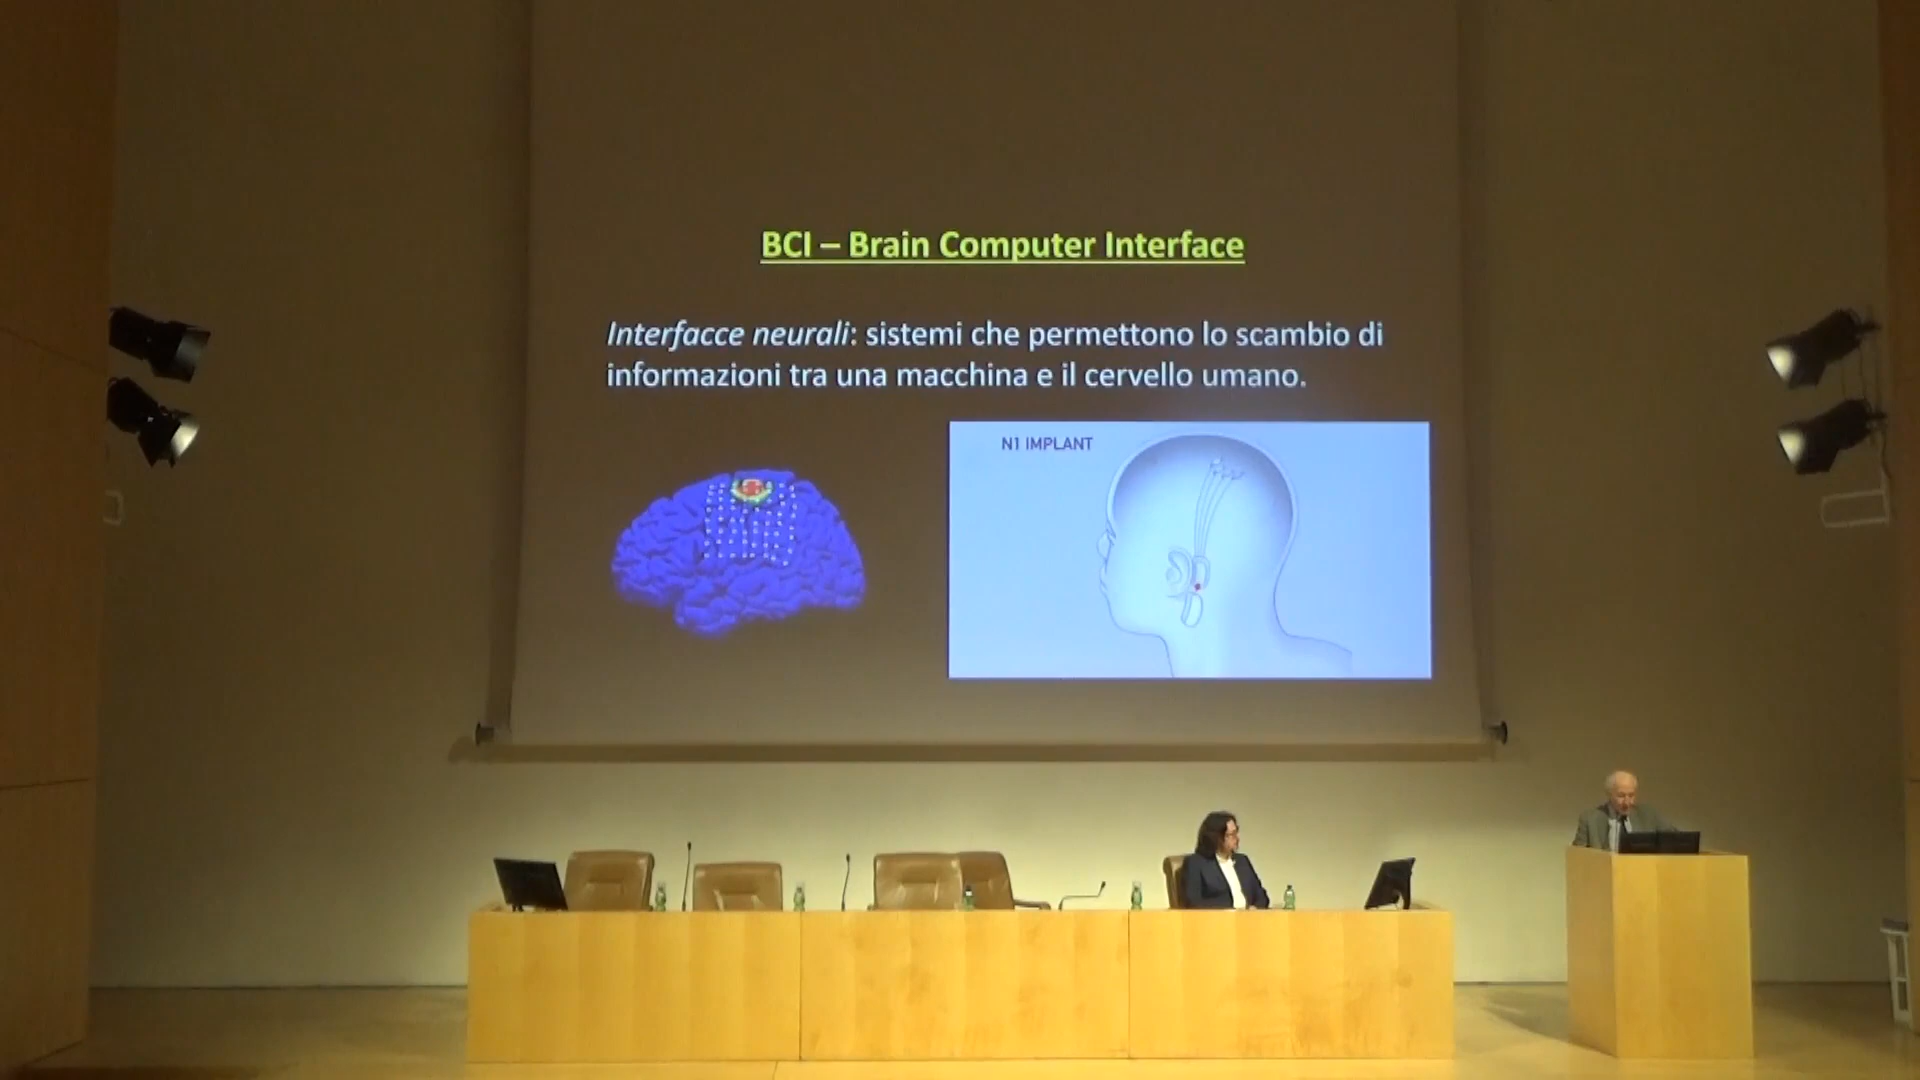 BCI – Brain Computer Interface
Interfacce neurali: sistemi che permettono lo scambio di
informazioni tra una macchina e il cervello umano.
N1 IMPLANT